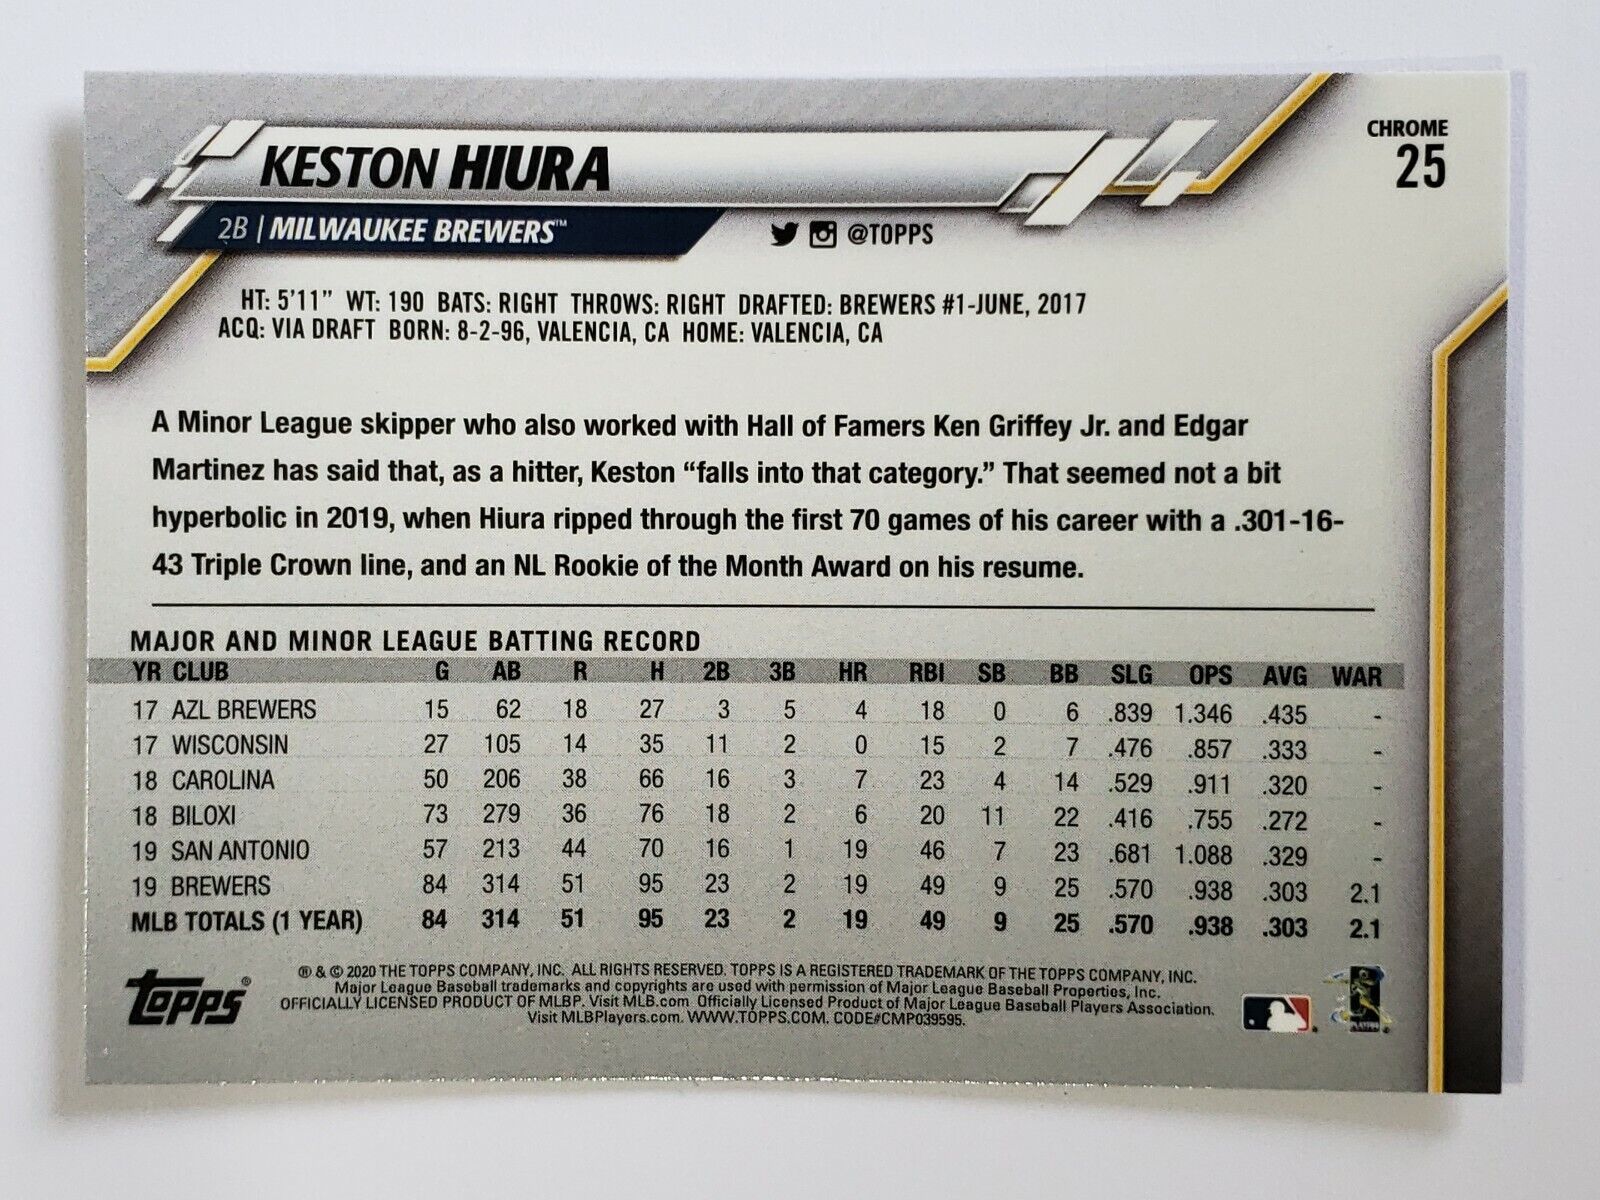 KESTON HIURA
CHROME
25
2B | MILWAUKEE BREWERS™
@TOPPS
HT: 5'11” WT: 190 BATS: RIGHT THROWS: RIGHT DRAFTED: BREWERS #1-JUNE, 2017
ACQ: VIA DRAFT BORN: 8-2-96, VALENCIA, CA HOME: VALENCIA, CA
A Minor League skipper who also worked with Hall of Famers Ken Griffey Jr. and Edgar
Martinez has said that, as a hitter, Keston “falls into that category.” That seemed not a bit
hyperbolic in 2019, when Hiura ripped through the first 70 games of his career with a .301-16-
43 Triple Crown line, and an NL Rookie of the Month Award on his resume.
MAJOR AND MINOR LEAGUE BATTING RECORD
YR CLUB G AB R H 2B 3B HR RBI SB BB SLG OPS AVG WAR
17 AZL BREWERS 15 62 18 27 3 5 4 18 0 6 .839 1.346 .435 -
17 WISCONSIN 27 105 14 35 11 2 0 15 2 7 .476 .857 .333 -
18 CAROLINA 50 206 38 66 16 3 7 23 4 14 .529 .911 .320 -
18 BILOXI 73 279 36 76 18 2 6 20 11 22 .416 .755 .272 -
19 SAN ANTONIO 57 213 44 70 16 1 19 46 7 23 .681 1.088 .329 -
19 BREWERS 84 314 51 95 23 2 19 49 9 25 .570 .938 .303 2.1
MLB TOTALS (1 YEAR) 84 314 51 95 23 2 19 49 9 25 .570 .938 .303 2.1
Topps®
® & © 2020 THE TOPPS COMPANY, INC. ALL RIGHTS RESERVED. TOPPS IS A REGISTERED TRADEMARK OF THE TOPPS COMPANY, INC.
Major League Baseball trademarks and copyrights are used with permission of Major League Baseball Properties, Inc.
OFFICIALLY LICENSED PRODUCT OF MLBP. Visit MLB.com Officially Licensed Product of Major League Baseball Players Association.
Visit MLBPlayers.com. WWW.TOPPS.COM. CODE#CMP039595.